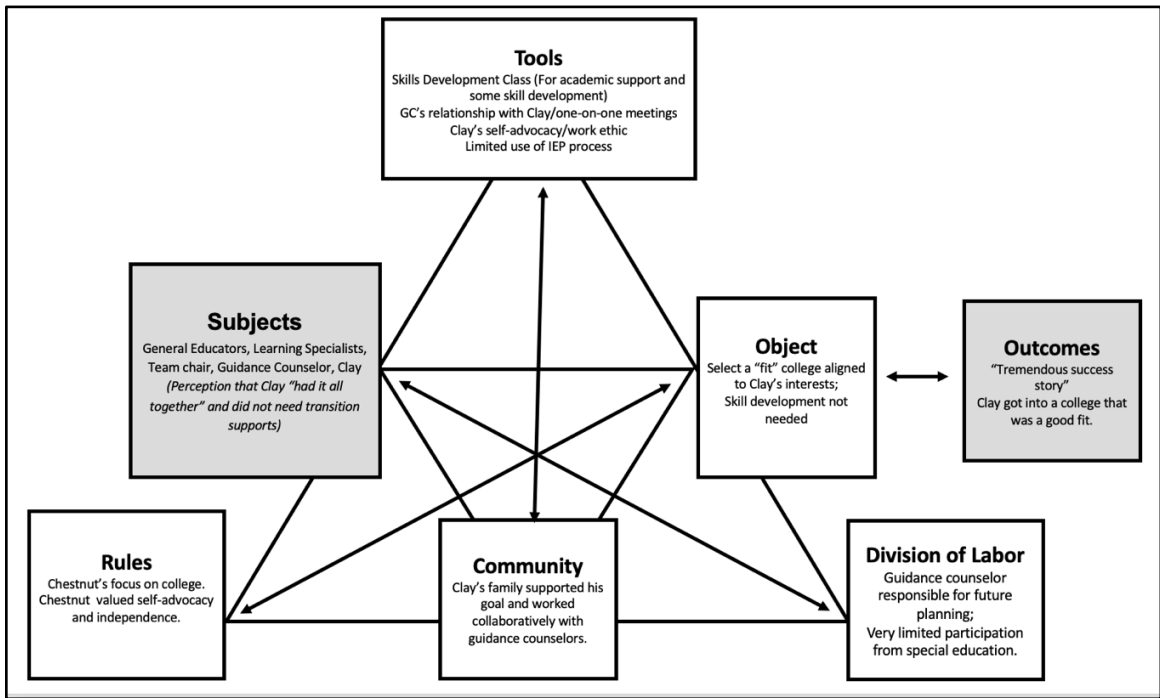 Tools
Skills Development Class (For academic support and
some skill development)
GC's relationship with Clay/one-on-one meetings
Clay's self-advocacy/work ethic
Limited use of IEP process
Subjects
General Educators, Learning Specialists,
Team chair, Guidance Counselor, Clay
(Perception that Clay "had it all
together" and did not need transition
supports)
Object
Select a "fit" college aligned
to Clay's interests;
Skill development not
needed
Outcomes
"Tremendous success
story"
Clay got into a college that
was a good fit.
Rules
Chestnut's focus on college.
Chestnut valued self-advocacy
and independence.
Community
Clay's family supported his
goal and worked
collaboratively with
guidance counselors.
Division of Labor
Guidance counselor
responsible for future
planning;
Very limited participation
from special education.